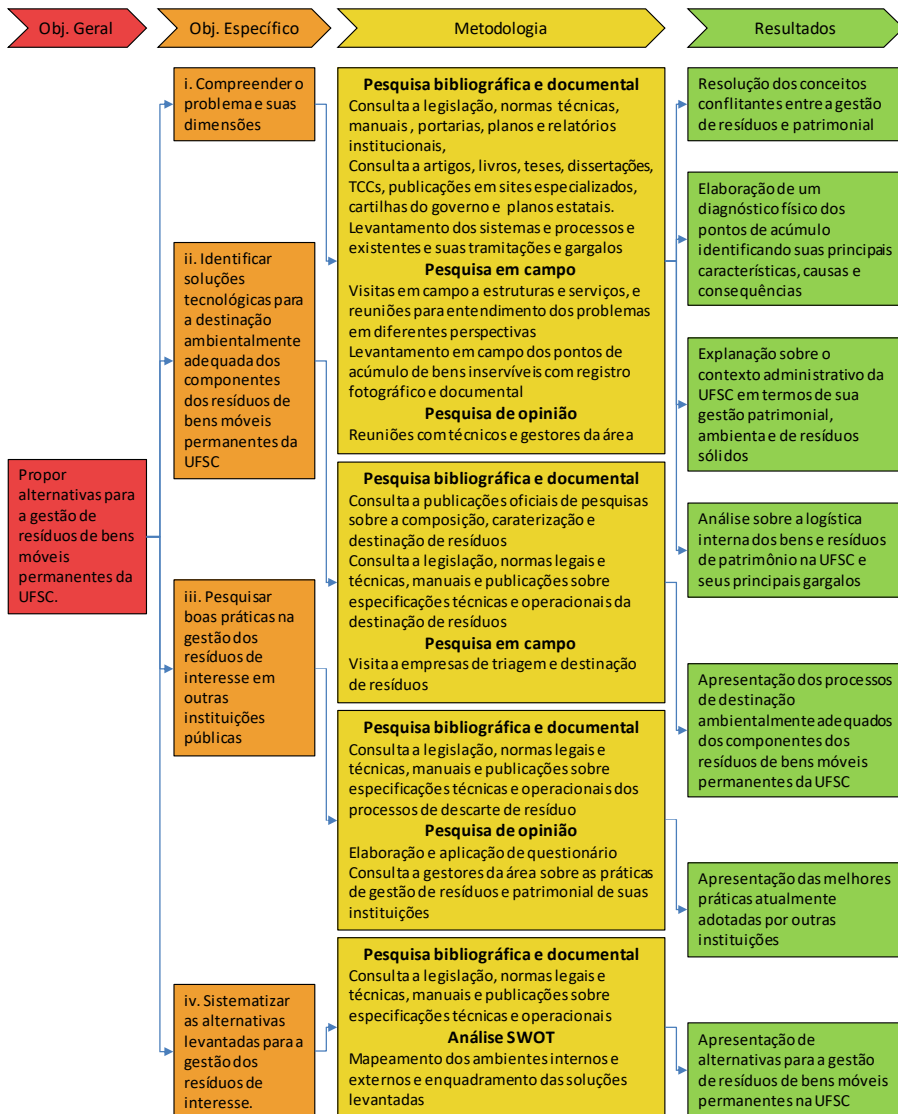 Obj. Geral
Obj. Específico
Metodologia
Resultados
Propor
alternativas para
a gestão de
resíduos de bens
móveis
permanentes da
UFSC.
i. Compreender o
problema e suas
dimensões
ii. Identificar
soluções
tecnológicas para
a destinação
ambientalmente
adequada dos
componentes
dos resíduos de
bens móveis
permanentes da
UFSC
iii. Pesquisar
boas práticas na
gestão dos
resíduos de
interesse em
outras
instituições
públicas
iv. Sistematizar
as alternativas
levantadas para a
gestão dos
resíduos de
interesse.
Pesquisa bibliográfica e documental
Consulta a legislação, normas técnicas,
manuais , portarias, planos e relatórios
institucionais,
Consulta a artigos, livros, teses, dissertações,
TCCs, publicações em sites especializados,
cartilhas do governo e planos estatais.
Levantamento dos sistemas e processos e
existentes e suas tramitações e gargalos
Pesquisa em campo
Visitas em campo a estruturas e serviços, e
reuniões para entendimento dos problemas
em diferentes perspectivas
Levantamento em campo dos pontos de
acúmulo de bens inservíveis com registro
fotográfico e documental
Pesquisa de opinião
Reuniões com técnicos e gestores da área
Pesquisa bibliográfica e documental
Consulta a publicações oficiais de pesquisas
sobre a composição, caraterização e
destinação de resíduos
Consulta a legislação, normas legais e
técnicas, manuais e publicações sobre
especificações técnicas e operacionais da
destinação de resíduos
Pesquisa em campo
Visita a empresas de triagem e destinação
de resíduos
Pesquisa bibliográfica e documental
Consulta a legislação, normas legais e
técnicas, manuais e publicações sobre
especificações técnicas e operacionais dos
processos de descarte de resíduo
Pesquisa de opinião
Elaboração e aplicação de questionário
Consulta a gestores da área sobre as práticas
de gestão de resíduos e patrimonial de suas
instituições
Pesquisa bibliográfica e documental
Consulta a legislação, normas legais e
técnicas, manuais e publicações sobre
especificações técnicas e operacionais
Análise SWOT
Mapeamento dos ambientes internos e
externos e enquadramento das soluções
levantadas
Resolução dos conceitos
conflitantes entre a gestão
de resíduos e patrimonial
Elaboração de um
diagnóstico físico dos
pontos de acúmulo
identificando suas principais
características, causas e
consequências
Explanação sobre o
contexto administrativo da
UFSC em termos de sua
gestão patrimonial,
ambienta e de resíduos
sólidos
Análise sobre a logística
interna dos bens e resíduos
de patrimônio na UFSC e
seus principais gargalos
Apresentação dos processos
de destinação
ambientalmente adequados
dos componentes dos
resíduos de bens móveis
permanentes da UFSC
Apresentação das melhores
práticas atualmente
adotadas por outras
instituições
Apresentação de
alternativas para a gestão
de resíduos de bens móveis
permanentes na UFSC